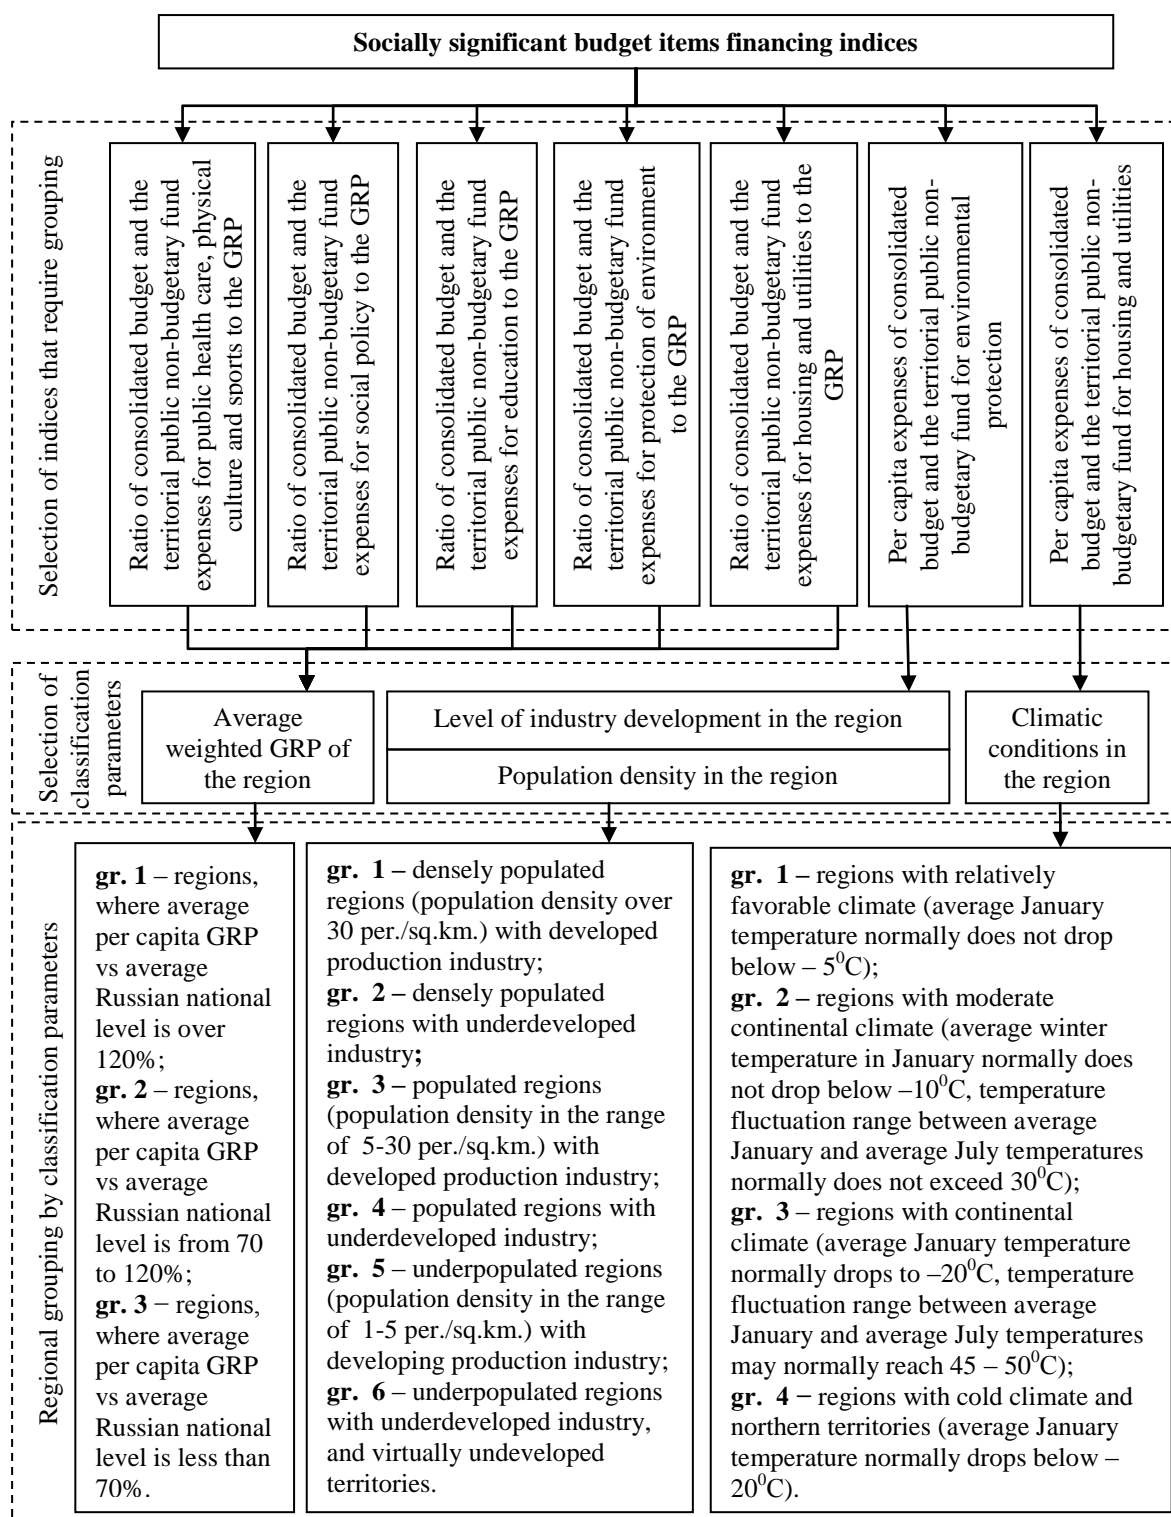 Socially significant budget items financing indices
Selection of indices that require grouping
Ratio of consolidated budget and the
territorial public non-budgetary fund
expenses for public health care, physical
culture and sports to the GRP
Ratio of consolidated budget and the
territorial public non-budgetary fund
expenses for social policy to the GRP
Ratio of consolidated budget and the
territorial public non-budgetary fund
expenses for education to the GRP
Ratio of consolidated budget and the
territorial public non-budgetary fund
expenses for protection of environment
to the GRP
Ratio of consolidated budget and the
territorial public non-budgetary fund
expenses for housing and utilities to the
GRP
Per capita expenses of consolidated
budget and the territorial public non-
budgetary fund for environmental
protection
Per capita expenses of consolidated
budget and the territorial public non-
budgetary fund for housing and utilities
Selection of
classification
parameters
Average
weighted GRP of
the region
Level of industry development in the region
Population density in the region
Climatic
conditions in
the region
Regional grouping by classification parameters
gr. 1 – regions,
where average
per capita GRP
vs average
Russian national
level is over
120%;
gr. 2 – regions,
where average
per capita GRP
vs average
Russian national
level is from 70
to 120%;
gr. 3 – regions,
where average
per capita GRP
vs average
Russian national
level is less than
70%.
gr. 1 – densely populated
regions (population density over
30 per./sq.km.) with developed
production industry;
gr. 2 – densely populated
regions with underdeveloped
industry;
gr. 3 – populated regions
(population density in the range
of 5-30 per./sq.km.) with
developed production industry;
gr. 4 – populated regions with
underdeveloped industry;
gr. 5 – underpopulated regions
(population density in the range
of 1-5 per./sq.km.) with
developing production industry;
gr. 6 – underpopulated regions
with underdeveloped industry,
and virtually undeveloped
territories.
gr. 1 – regions with relatively
favorable climate (average January
temperature normally does not drop
below – 5⁰C);
gr. 2 – regions with moderate
continental climate (average winter
temperature in January normally does
not drop below –10⁰C, temperature
fluctuation range between average
January and average July temperatures
normally does not exceed 30⁰C);
gr. 3 – regions with continental
climate (average January temperature
normally drops to –20⁰C, temperature
fluctuation range between average
January and average July temperatures
may normally reach 45 – 50⁰C);
gr. 4 – regions with cold climate and
northern territories (average January
temperature normally drops below –
20⁰C).